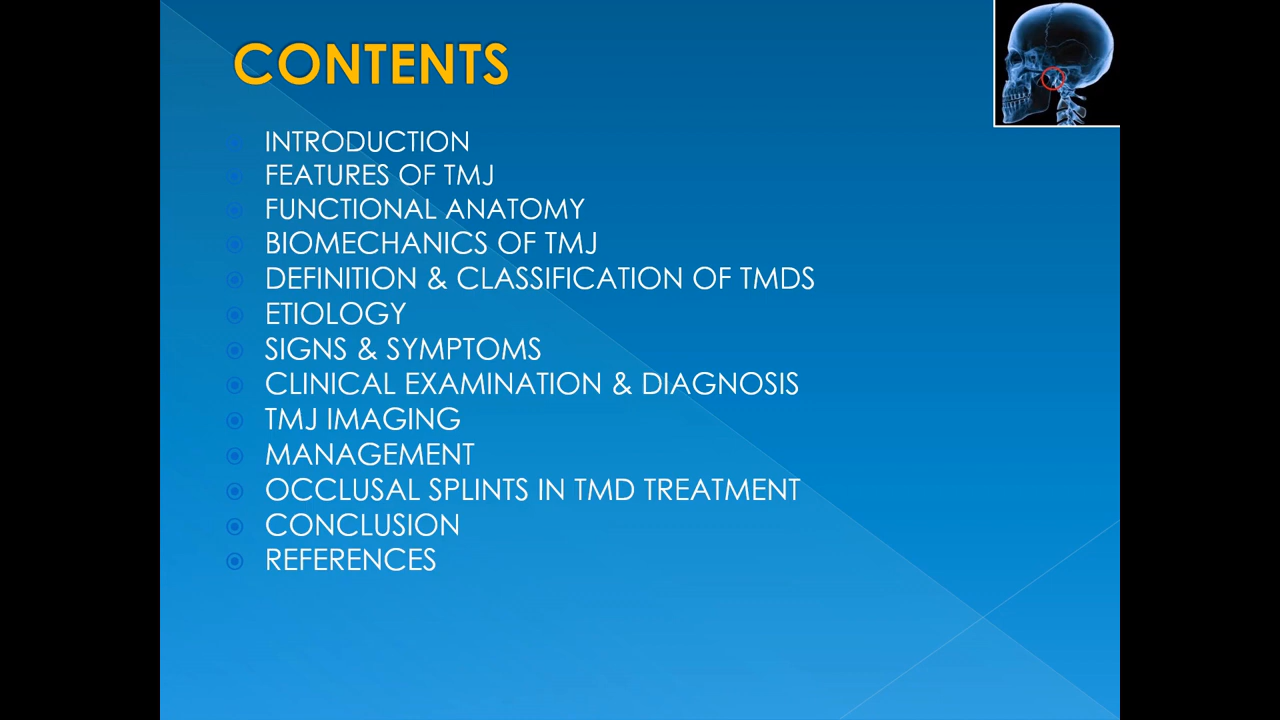 CONTENTS
INTRODUCTION
FEATURES OF TMJ
FUNCTIONAL ANATOMY
BIOMECHANICS OF TMJ
DEFINITION & CLASSIFICATION OF TMDS
ETIOLOGY
SIGNS & SYMPTOMS
CLINICAL EXAMINATION & DIAGNOSIS
TMJ IMAGING
MANAGEMENT
OCCLUSAL SPLINTS IN TMD TREATMENT
CONCLUSION
REFERENCES